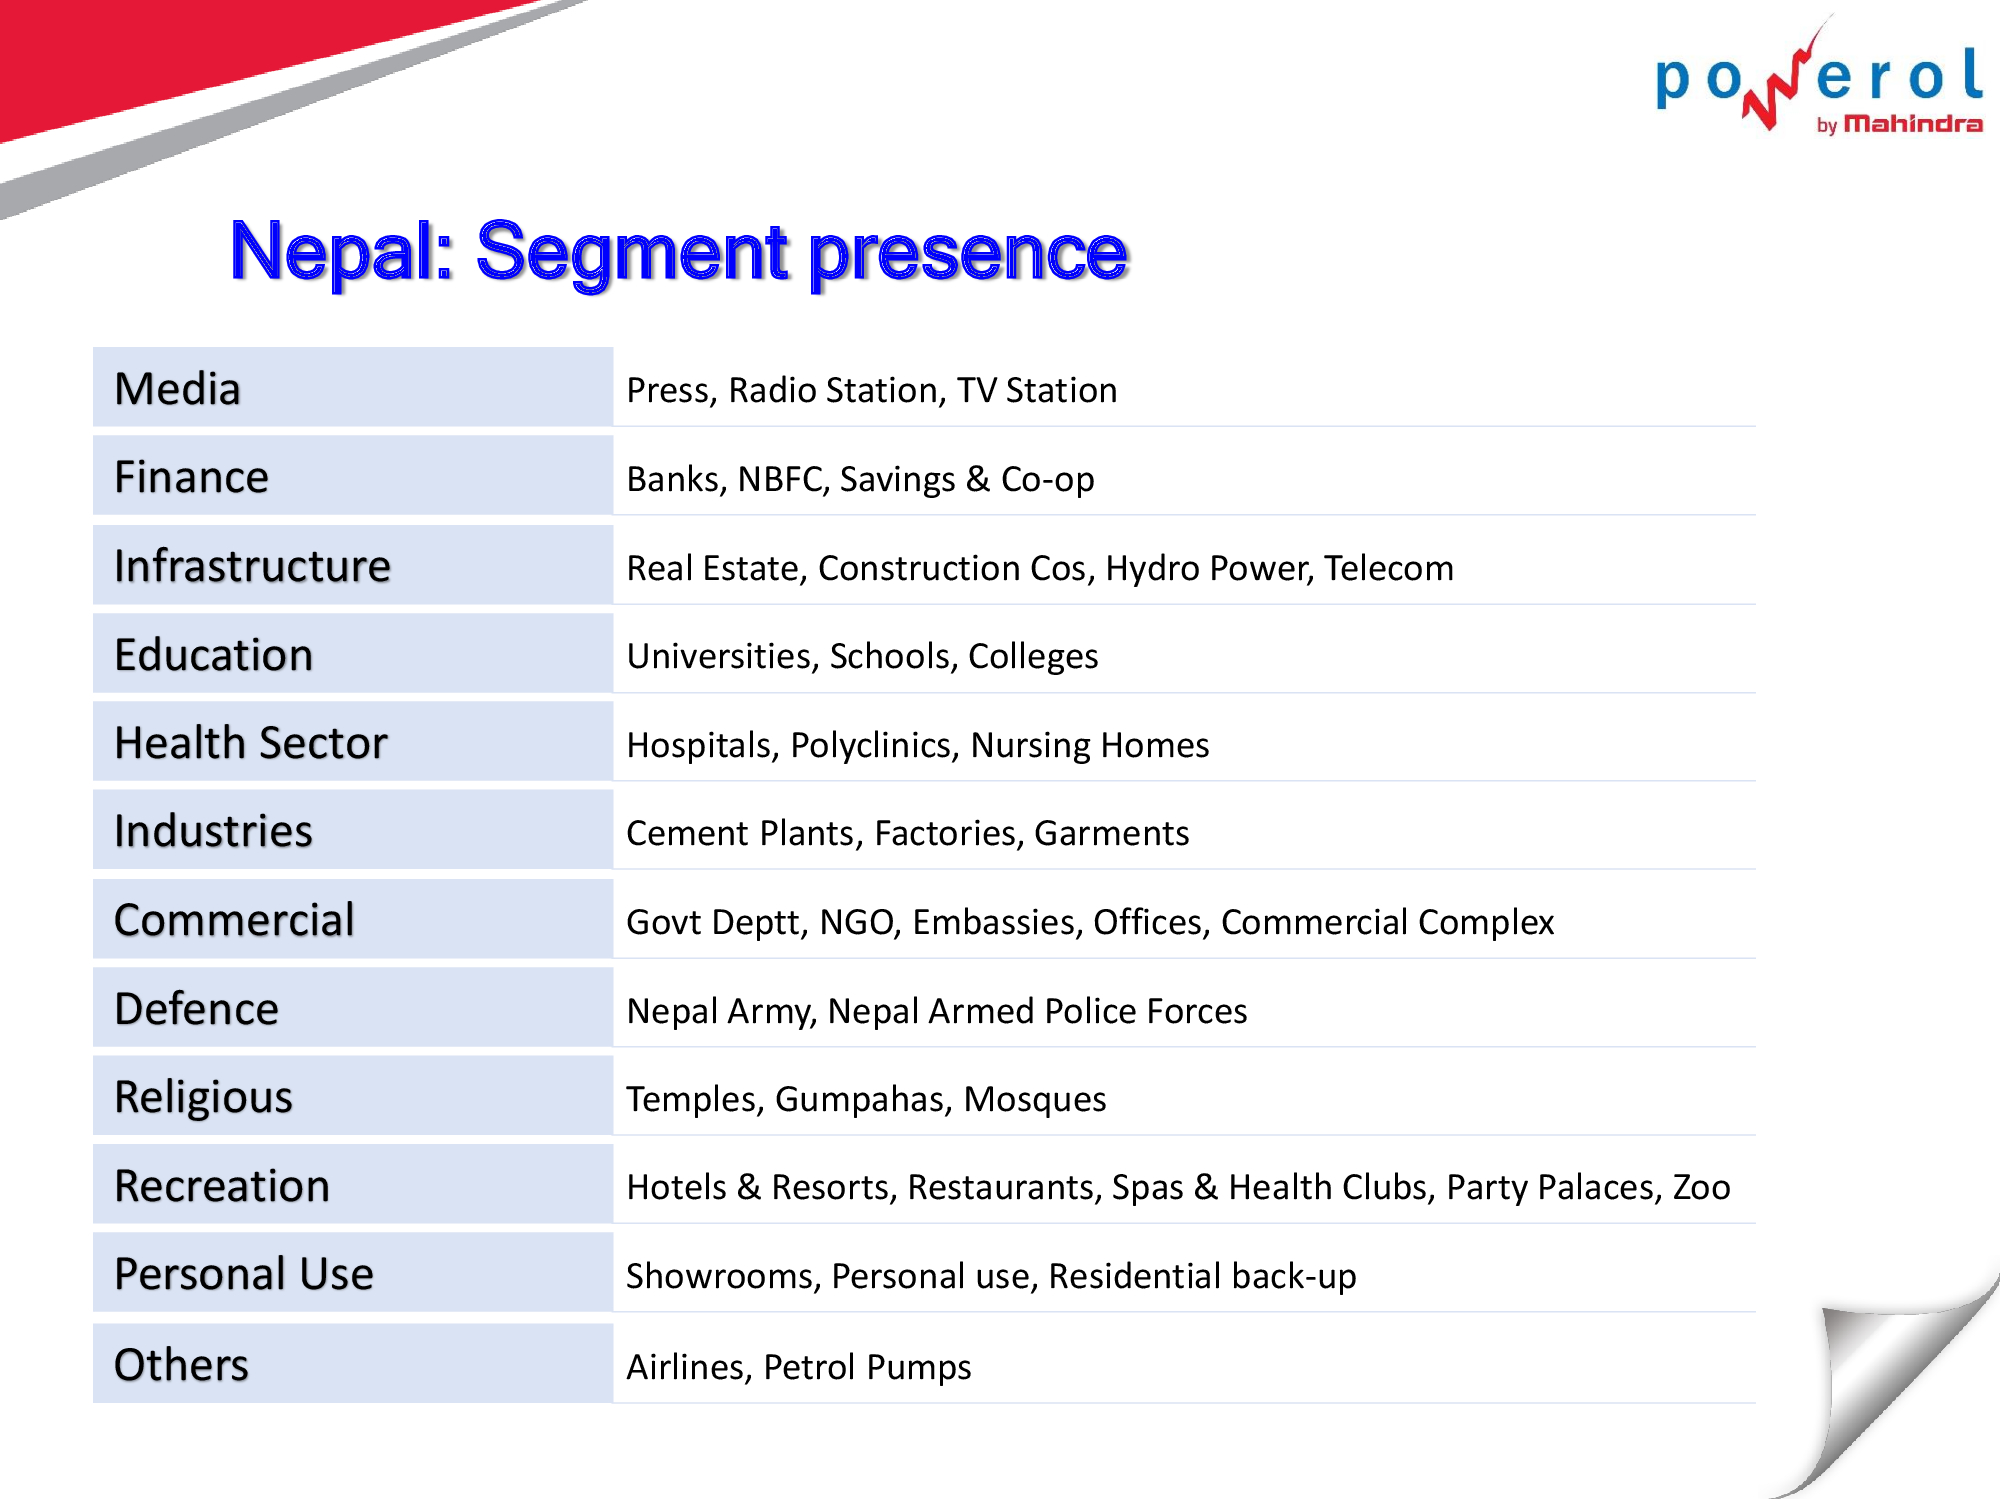 powerol
by Mahindra
Nepal: Segment presence
Media Press, Radio Station, TV Station
Finance Banks, NBFC, Savings & Co-op
Infrastructure Real Estate, Construction Cos, Hydro Power, Telecom
Education Universities, Schools, Colleges
Health Sector Hospitals, Polyclinics, Nursing Homes
Industries Cement Plants, Factories, Garments
Commercial Govt Deptt, NGO, Embassies, Offices, Commercial Complex
Defence Nepal Army, Nepal Armed Police Forces
Religious Temples, Gumpahas, Mosques
Recreation Hotels & Resorts, Restaurants, Spas & Health Clubs, Party Palaces, Zoo
Personal Use Showrooms, Personal use, Residential back-up
Others Airlines, Petrol Pumps